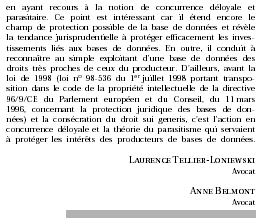 en ayant recours à la notion de concurrence déloyale et
parasitaire. Ce point est intéressant car il étend encore le
champ de protection possible de la base de données et révèle
la tendance jurisprudentielle à protéger efficacement les inves-
tissements liés aux bases de données. En outre, il conduit à
reconnaître au simple exploitant d'une base de données des
droits très proches de ceux du producteur. D'ailleurs, avant la
loi de 1998 (loi n° 98-536 du 1er juillet 1998 portant transpo-
sition dans le code de la propriété intellectuelle de la directive
96/9/CE du Parlement européen et du Conseil, du 11 mars
1996, concernant la protection juridique des bases de don-
nées) et la consécration du droit sui generis, c'est l'action en
concurrence déloyale et la théorie du parasitisme qui servaient
à protéger les intérêts des producteurs de bases de données.
LAURENCE TELLIER-LONIEWSKI
Avocat
ANNE BELMONT
Avocat